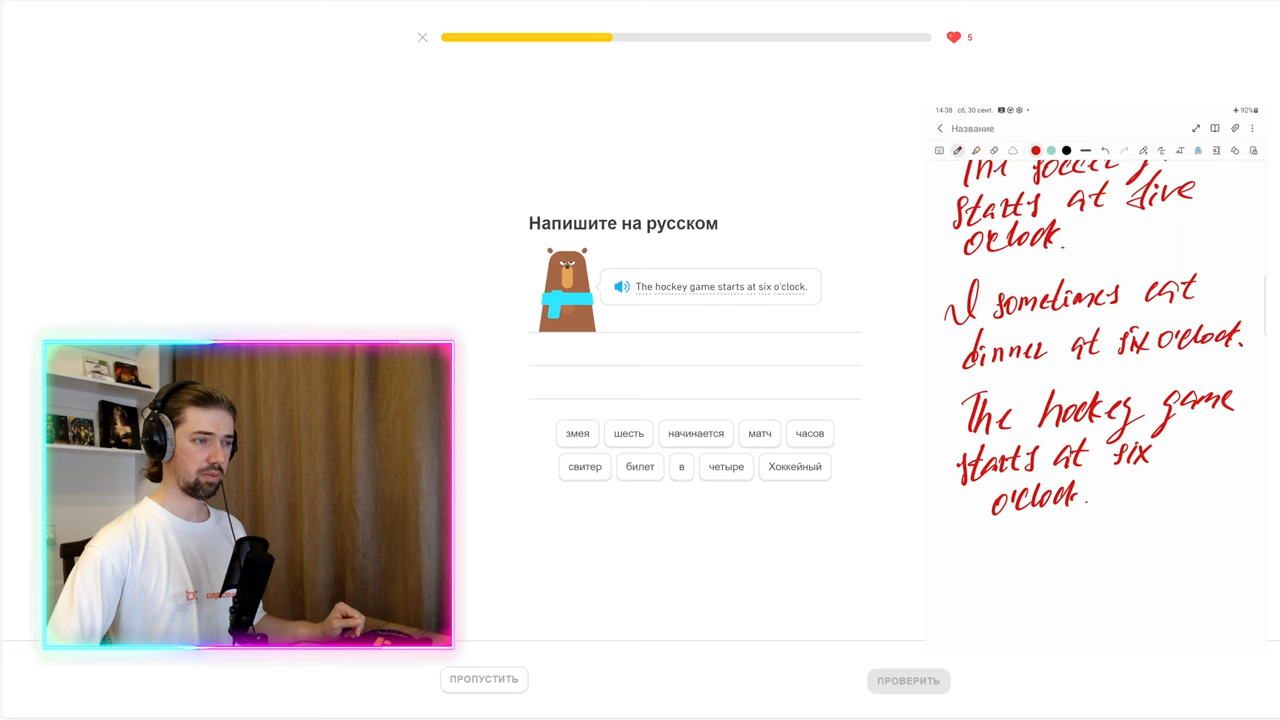 5
Напишите на русском
The hockey game starts at six o'clock.
змея шесть начинается матч часов
свитер билет в четыре Хоккейный
ПРОПУСТИТЬ
ПРОВЕРИТЬ
14:38 сб, 30 сент.
92%
Название
The soccer
starts at five
o'clock.
I sometimes eat
dinner at six o'clock.
The hockey game
starts at six
o'clock.